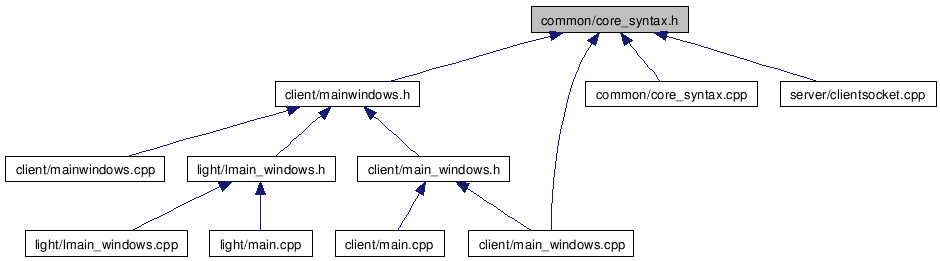 common/core_syntax.h
client/mainwindows.h
common/core_syntax.cpp
server/clientsocket.cpp
client/mainwindows.cpp
light/lmain_windows.h
client/main_windows.h
light/lmain_windows.cpp
light/main.cpp
client/main.cpp
client/main_windows.cpp